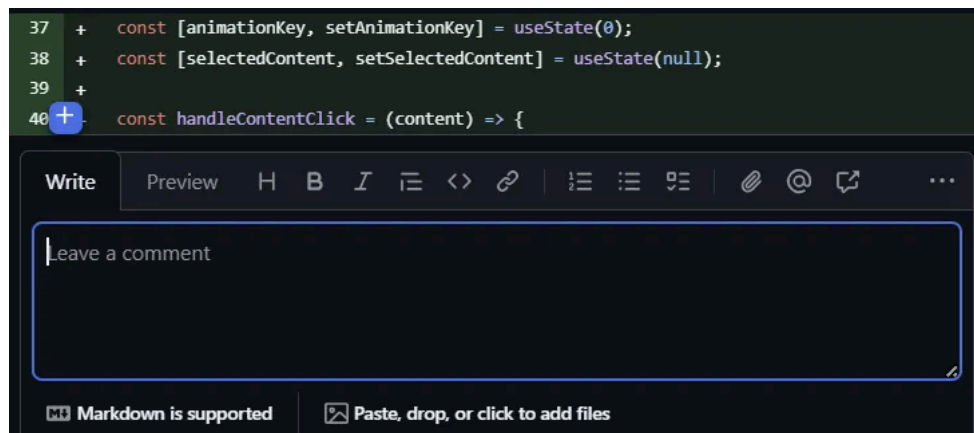 37 + const [animationKey, setAnimationKey] = useState(0);
38 + const [selectedContent, setSelectedContent] = useState(null);
39 +
40 + const handleContentClick = (content) => {
Write Preview H B I <>
Leave a comment
Markdown is supported Paste, drop, or click to add files